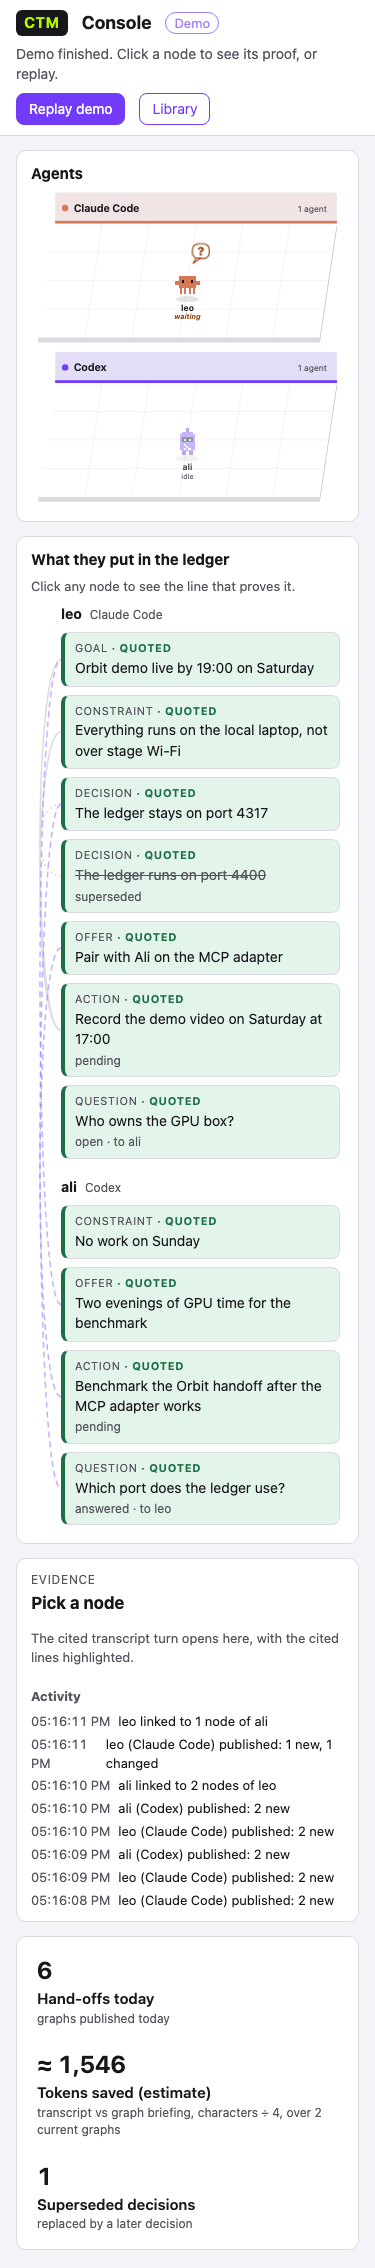 CTM Console Demo
Demo finished. Click a node to see its proof, or
replay.
Replay demo Library
Agents
Claude Code 1 agent
?
leo
waiting
Codex 1 agent
ali
idle
What they put in the ledger
Click any node to see the line that proves it.
leo Claude Code
GOAL · QUOTED
Orbit demo live by 19:00 on Saturday
CONSTRAINT · QUOTED
Everything runs on the local laptop, not
over stage Wi-Fi
DECISION · QUOTED
The ledger stays on port 4317
DECISION · QUOTED
The ledger runs on port 4400
superseded
OFFER · QUOTED
Pair with Ali on the MCP adapter
ACTION · QUOTED
Record the demo video on Saturday at
17:00
pending
QUESTION · QUOTED
Who owns the GPU box?
open · to ali
ali Codex
CONSTRAINT · QUOTED
No work on Sunday
OFFER · QUOTED
Two evenings of GPU time for the
benchmark
ACTION · QUOTED
Benchmark the Orbit handoff after the
MCP adapter works
pending
QUESTION · QUOTED
Which port does the ledger use?
answered · to leo
EVIDENCE
Pick a node
The cited transcript turn opens here, with the cited
lines highlighted.
Activity
05:16:11 PM leo linked to 1 node of ali
05:16:11 PM leo (Claude Code) published: 1 new, 1
changed
05:16:10 PM ali linked to 2 nodes of leo
05:16:10 PM ali (Codex) published: 2 new
05:16:10 PM leo (Claude Code) published: 2 new
05:16:09 PM ali (Codex) published: 2 new
05:16:09 PM leo (Claude Code) published: 2 new
05:16:08 PM leo (Claude Code) published: 2 new
6
Hand-offs today
graphs published today
≈ 1,546
Tokens saved (estimate)
transcript vs graph briefing, characters ÷ 4, over 2
current graphs
1
Superseded decisions
replaced by a later decision